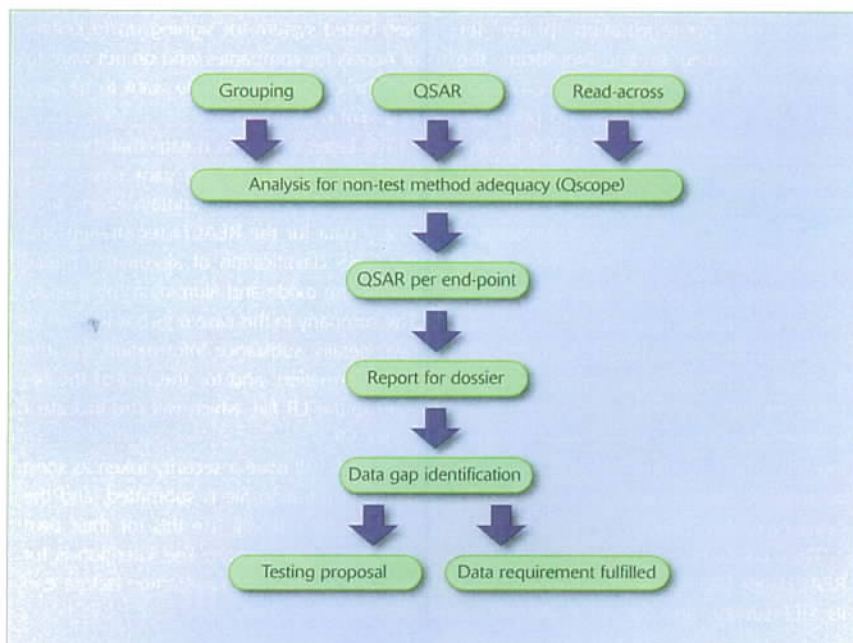 Grouping
QSAR
Read-across
Analysis for non-test method adequacy (Qscope)
QSAR per end-point
Report for dossier
Data gap identification
Testing proposal
Data requirement fulfilled